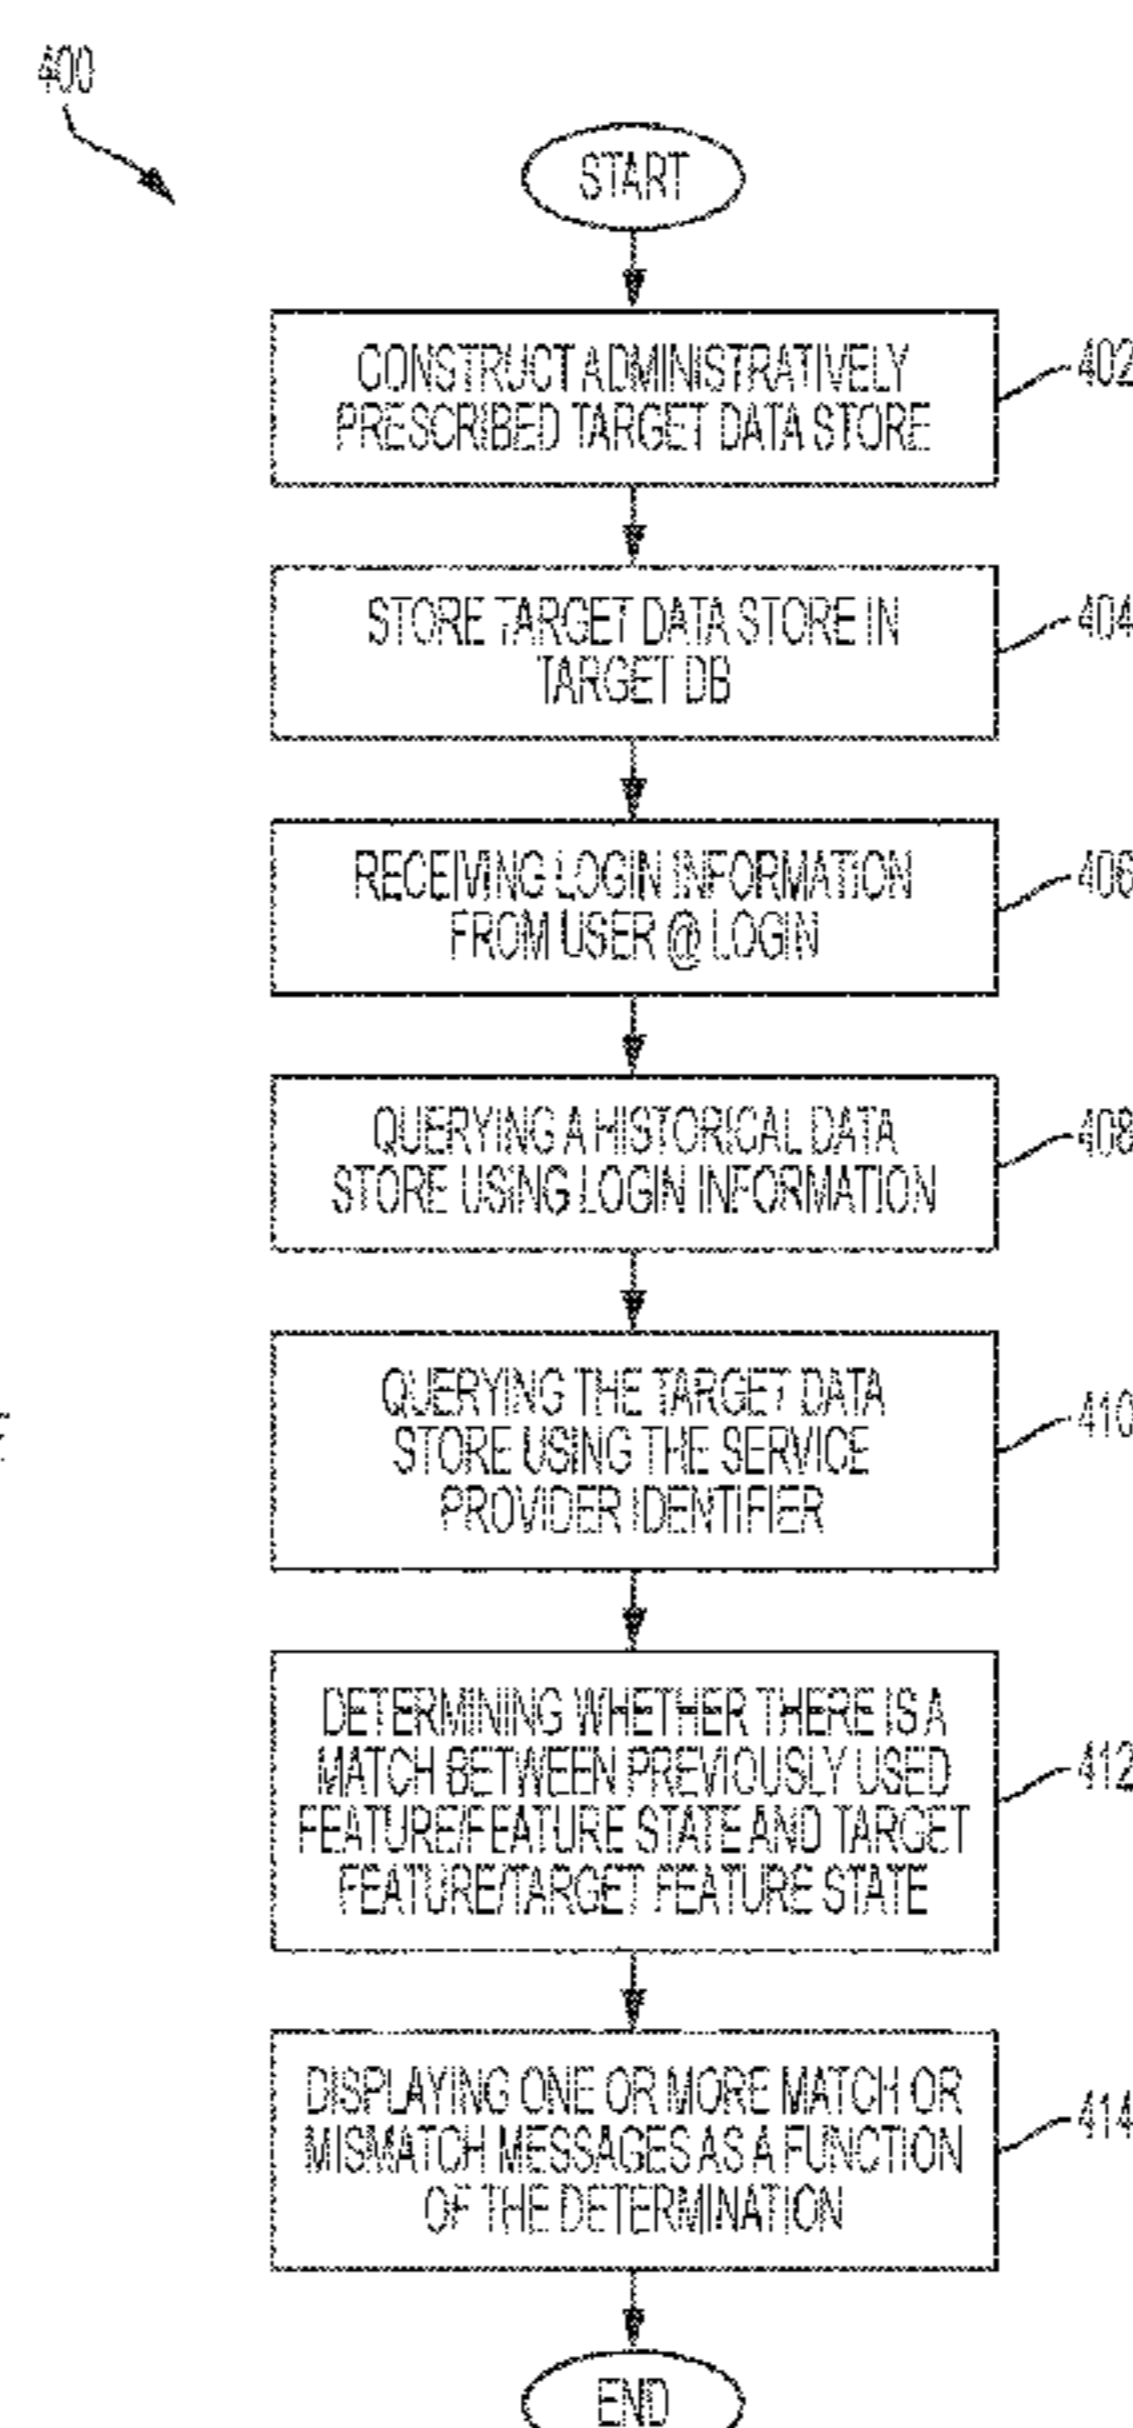 400
START
CONSTRUCT ADMINISTRATIVELY
PRESCRIBED TARGET DATA STORE
402
STORE TARGET DATA STORE IN
TARGET DB
404
RECEIVING LOGIN INFORMATION
FROM USER @ LOGIN
406
QUERYING A HISTORICAL DATA
STORE USING LOGIN INFORMATION
408
QUERYING THE TARGET DATA
STORE USING THE SERVICE
PROVIDER IDENTIFIER
410
DETERMINING WHETHER THERE IS A
MATCH BETWEEN PREVIOUSLY USED
FEATURE/FEATURE STATE AND TARGET
FEATURE/TARGET FEATURE STATE
412
DISPLAYING ONE OR MORE MATCH OR
MISMATCH MESSAGES AS A FUNCTION
OF THE DETERMINATION
414
END